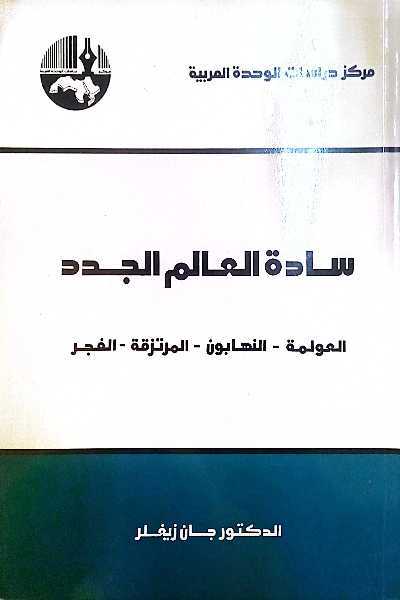 مركز دراسات الوحدة العربية
سادة العالم الجدد
العولمة - النهابون - المرتزقة - الفجر
الدكتور جان زيغلر